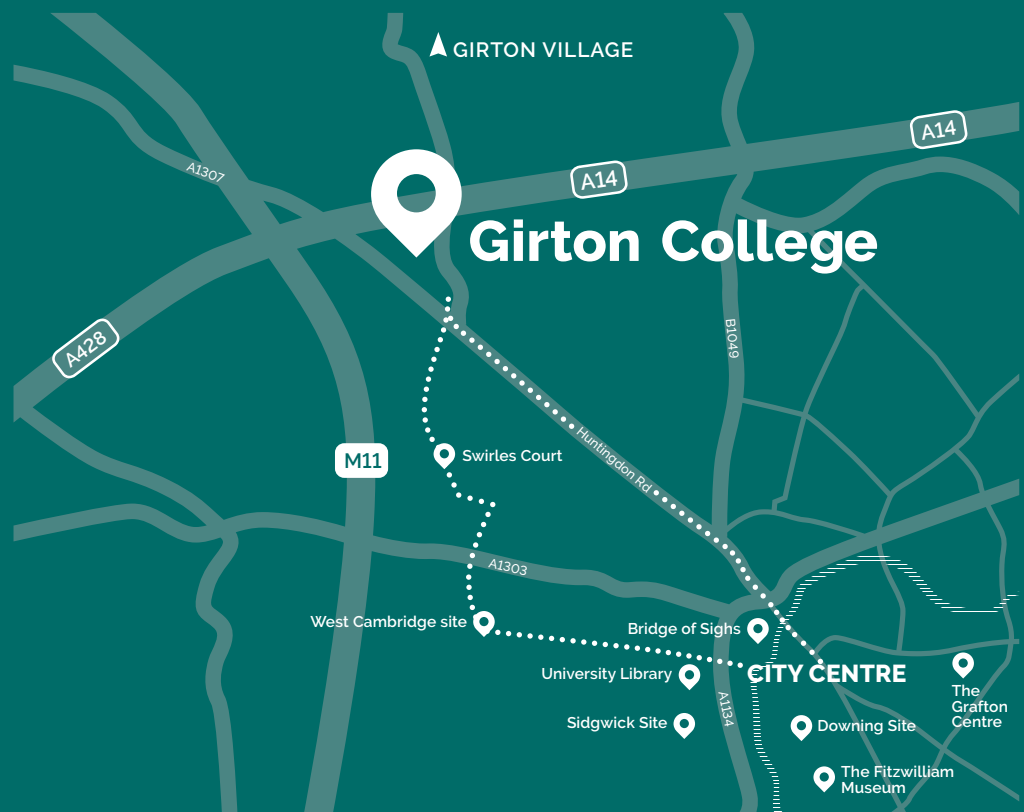 GIRTON VILLAGE
A14
A1307
A14
Girton College
A428
B1049
Huntingdon Rd
M11
Swirles Court
A1303
West Cambridge site
Bridge of Sighs
University Library
CITY CENTRE
The
Grafton
Centre
A1134
Sidgwick Site
Downing Site
The Fitzwilliam
Museum